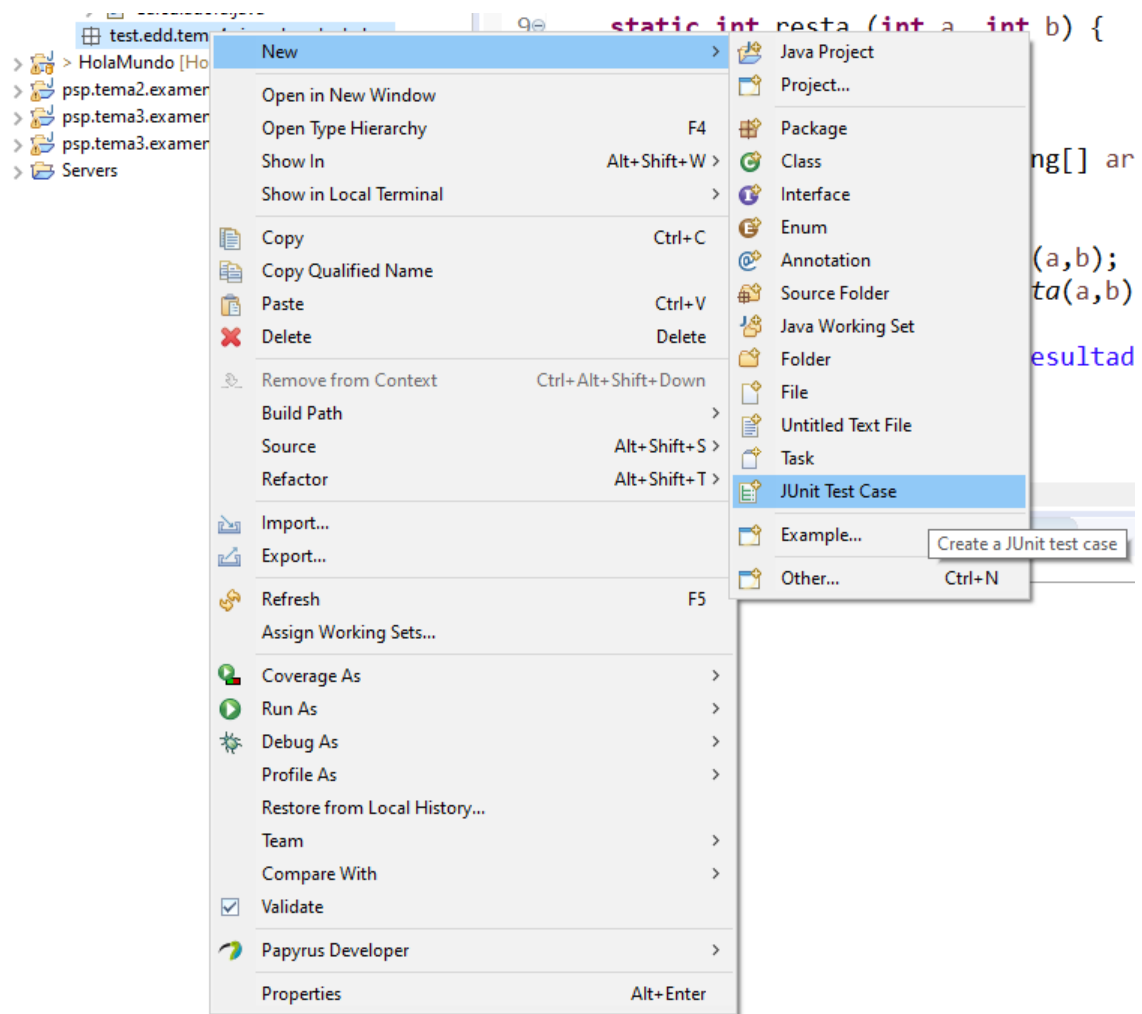 test.edd.tem
> HolaMundo [Ho
psp.tema2.examen
psp.tema3.examen
psp.tema3.examen
Servers
New
Open in New Window
Open Type Hierarchy F4
Show In Alt+Shift+W >
Show in Local Terminal
Copy Ctrl+C
Copy Qualified Name
Paste Ctrl+V
Delete Delete
Remove from Context Ctrl+Alt+Shift+Down
Build Path
Source Alt+Shift+S >
Refactor Alt+Shift+T >
Import...
Export...
Refresh F5
Assign Working Sets...
Coverage As
Run As
Debug As
Profile As
Restore from Local History...
Team
Compare With
Validate
Papyrus Developer
Properties Alt+Enter
Java Project
Project...
Package
Class
Interface
Enum
Annotation
Source Folder
Java Working Set
Folder
File
Untitled Text File
Task
JUnit Test Case
Example...
Other... Ctrl+N
Create a JUnit test case
9 static int resta (int a, int b) {
ng[] ar
(a,b);
ta(a,b)
esultad